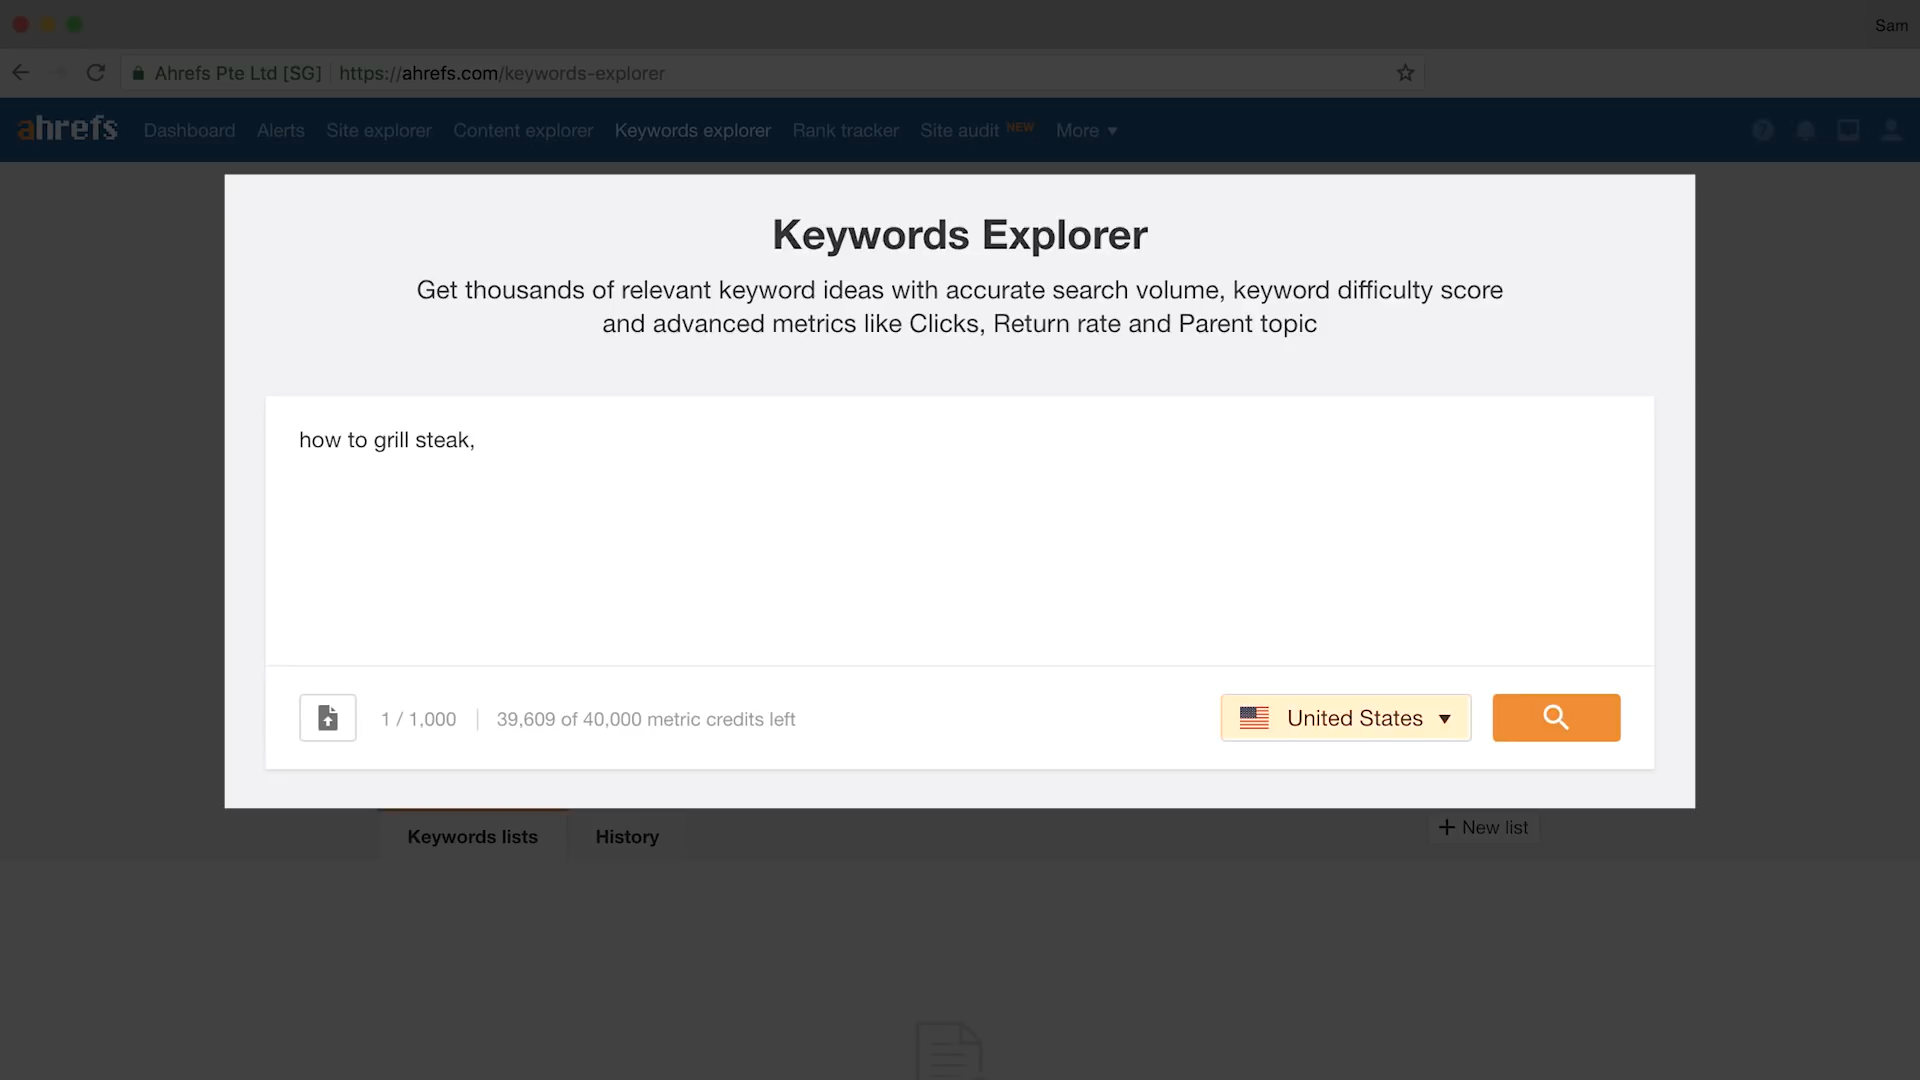 Sam
Ahrefs Pte Ltd [SG] https://ahrefs.com/keywords-explorer
ahrefs Dashboard Alerts Site explorer Content explorer Keywords explorer Rank tracker Site audit NEW More
Keywords Explorer
Get thousands of relevant keyword ideas with accurate search volume, keyword difficulty score
and advanced metrics like Clicks, Return rate and Parent topic
how to grill steak,
1 / 1,000 39,609 of 40,000 metric credits left United States
Keywords lists History + New list